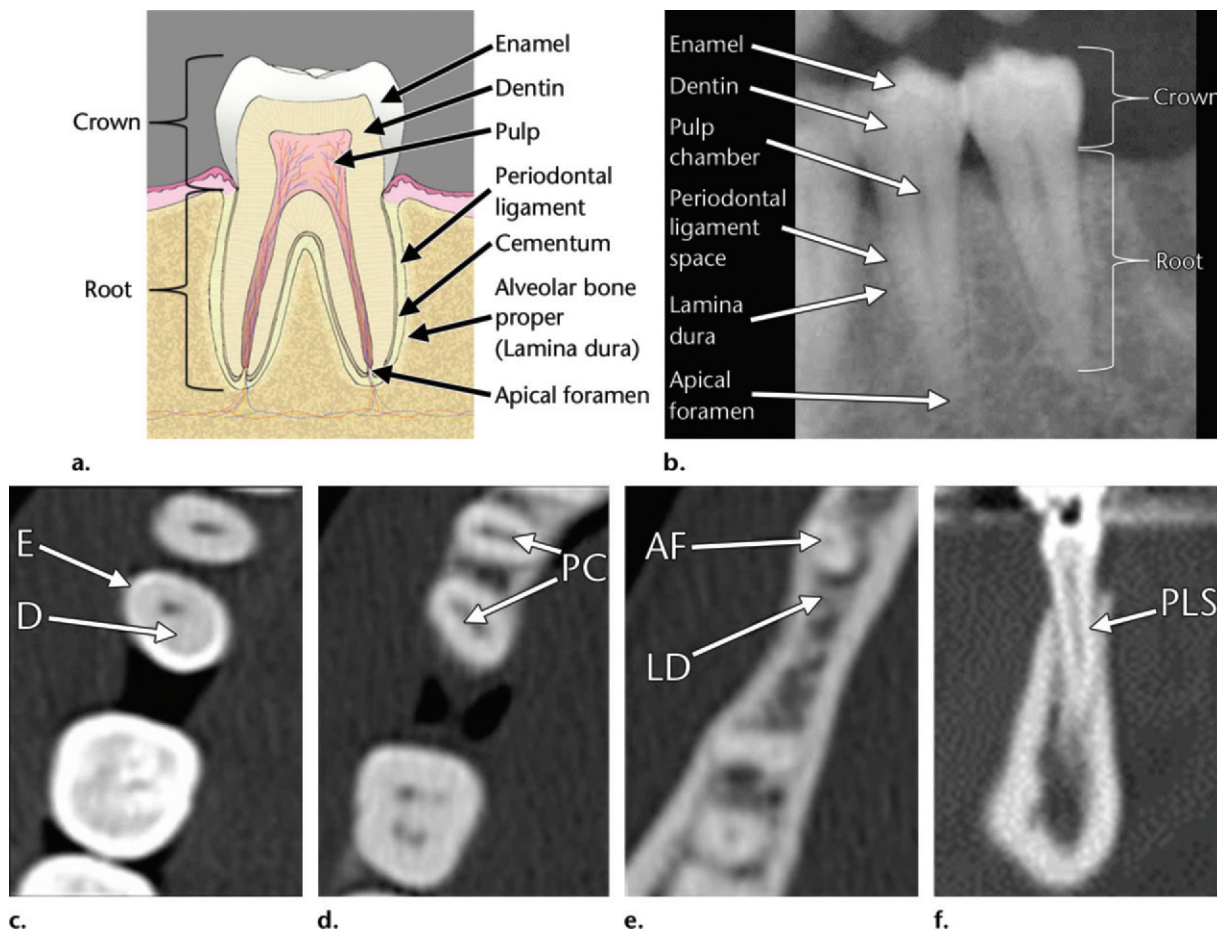 Enamel
Dentin
Pulp
Periodontal
ligament
Cementum
Alveolar bone
proper
(Lamina dura)
Apical foramen
Crown
Root
a.
Enamel
Dentin
Pulp
chamber
Periodontal
ligament
space
Lamina
dura
Apical
foramen
Crown
Root
b.
E
D
c.
PC
d.
AF
LD
e.
PLS
f.